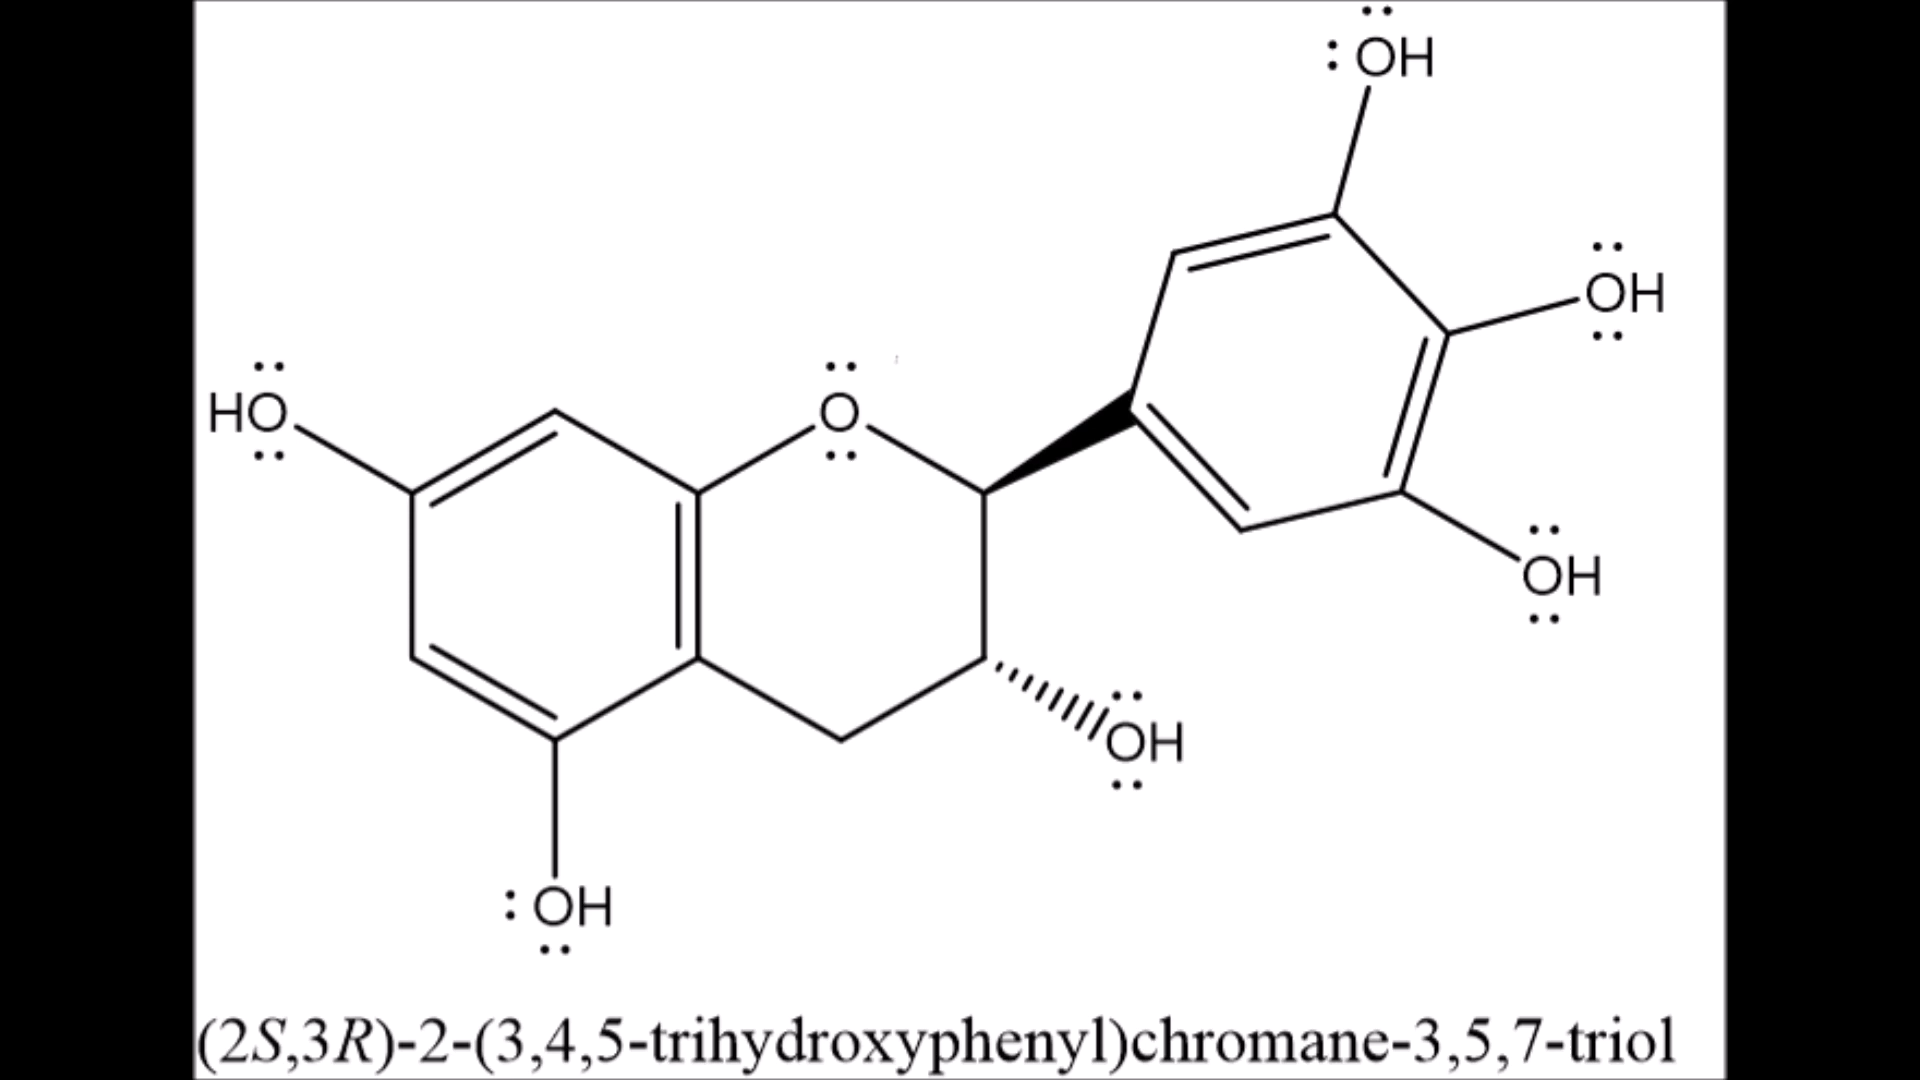 OH
OH
HO
O
OH
OH
OH
(2S,3R)-2-(3,4,5-trihydroxyphenyl)chromane-3,5,7-triol